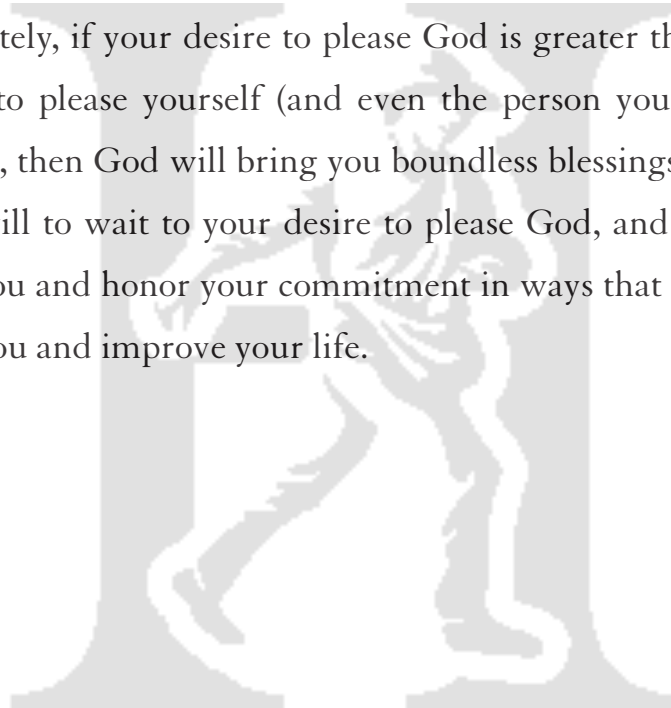 tely, if your desire to please God is greater th
to please yourself (and even the person you
, then God will bring you boundless blessings
ill to wait to your desire to please God, and
ou and honor your commitment in ways that
ou and improve your life.